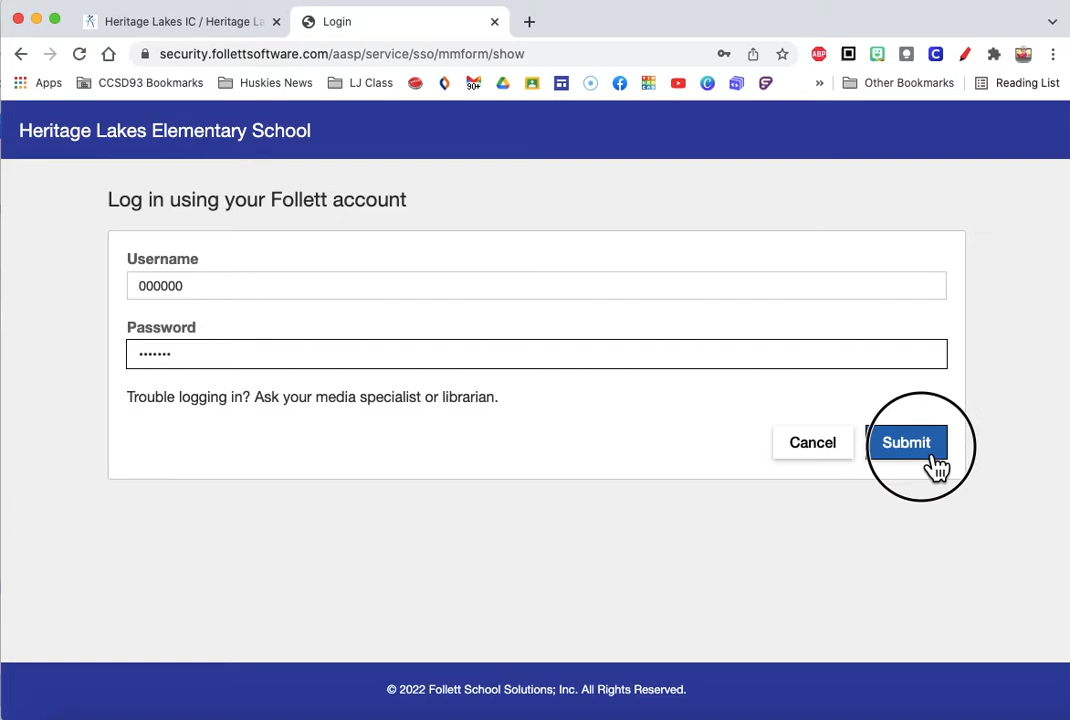 Heritage Lakes IC / Heritage La
Login
security.follettsoftware.com/aasp/service/sso/mmform/show
ABP
Apps
CCSD93 Bookmarks
Huskies News
LJ Class
90+
»
Other Bookmarks
Reading List
Heritage Lakes Elementary School
Log in using your Follett account
Username
000000
Password
•••••••
Trouble logging in? Ask your media specialist or librarian.
Cancel
Submit
© 2022 Follett School Solutions; Inc. All Rights Reserved.